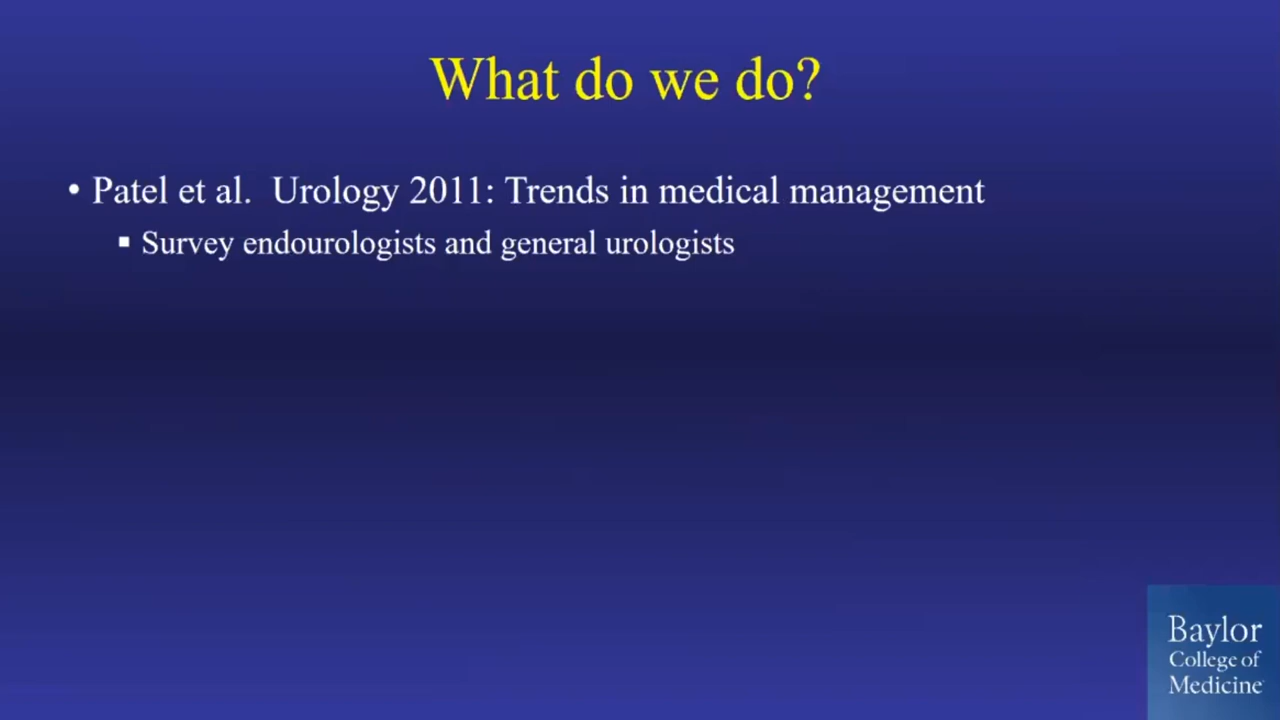 What do we do?
• Patel et al.  Urology 2011: Trends in medical management
▪ Survey endourologists and general urologists
Baylor
College of
Medicine